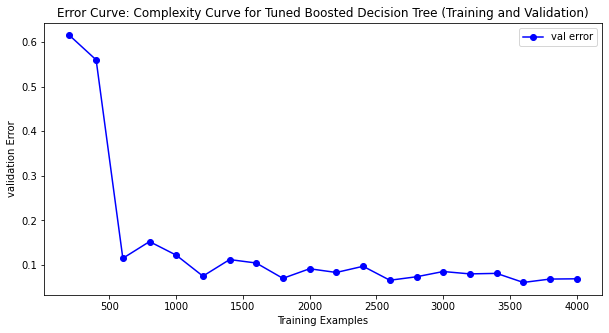 Error Curve: Complexity Curve for Tuned Boosted Decision Tree (Training and Validation)
val error
0.6
0.5
0.4
0.3
0.2
0.1
validation Error
500 1000 1500 2000 2500 3000 3500 4000
Training Examples